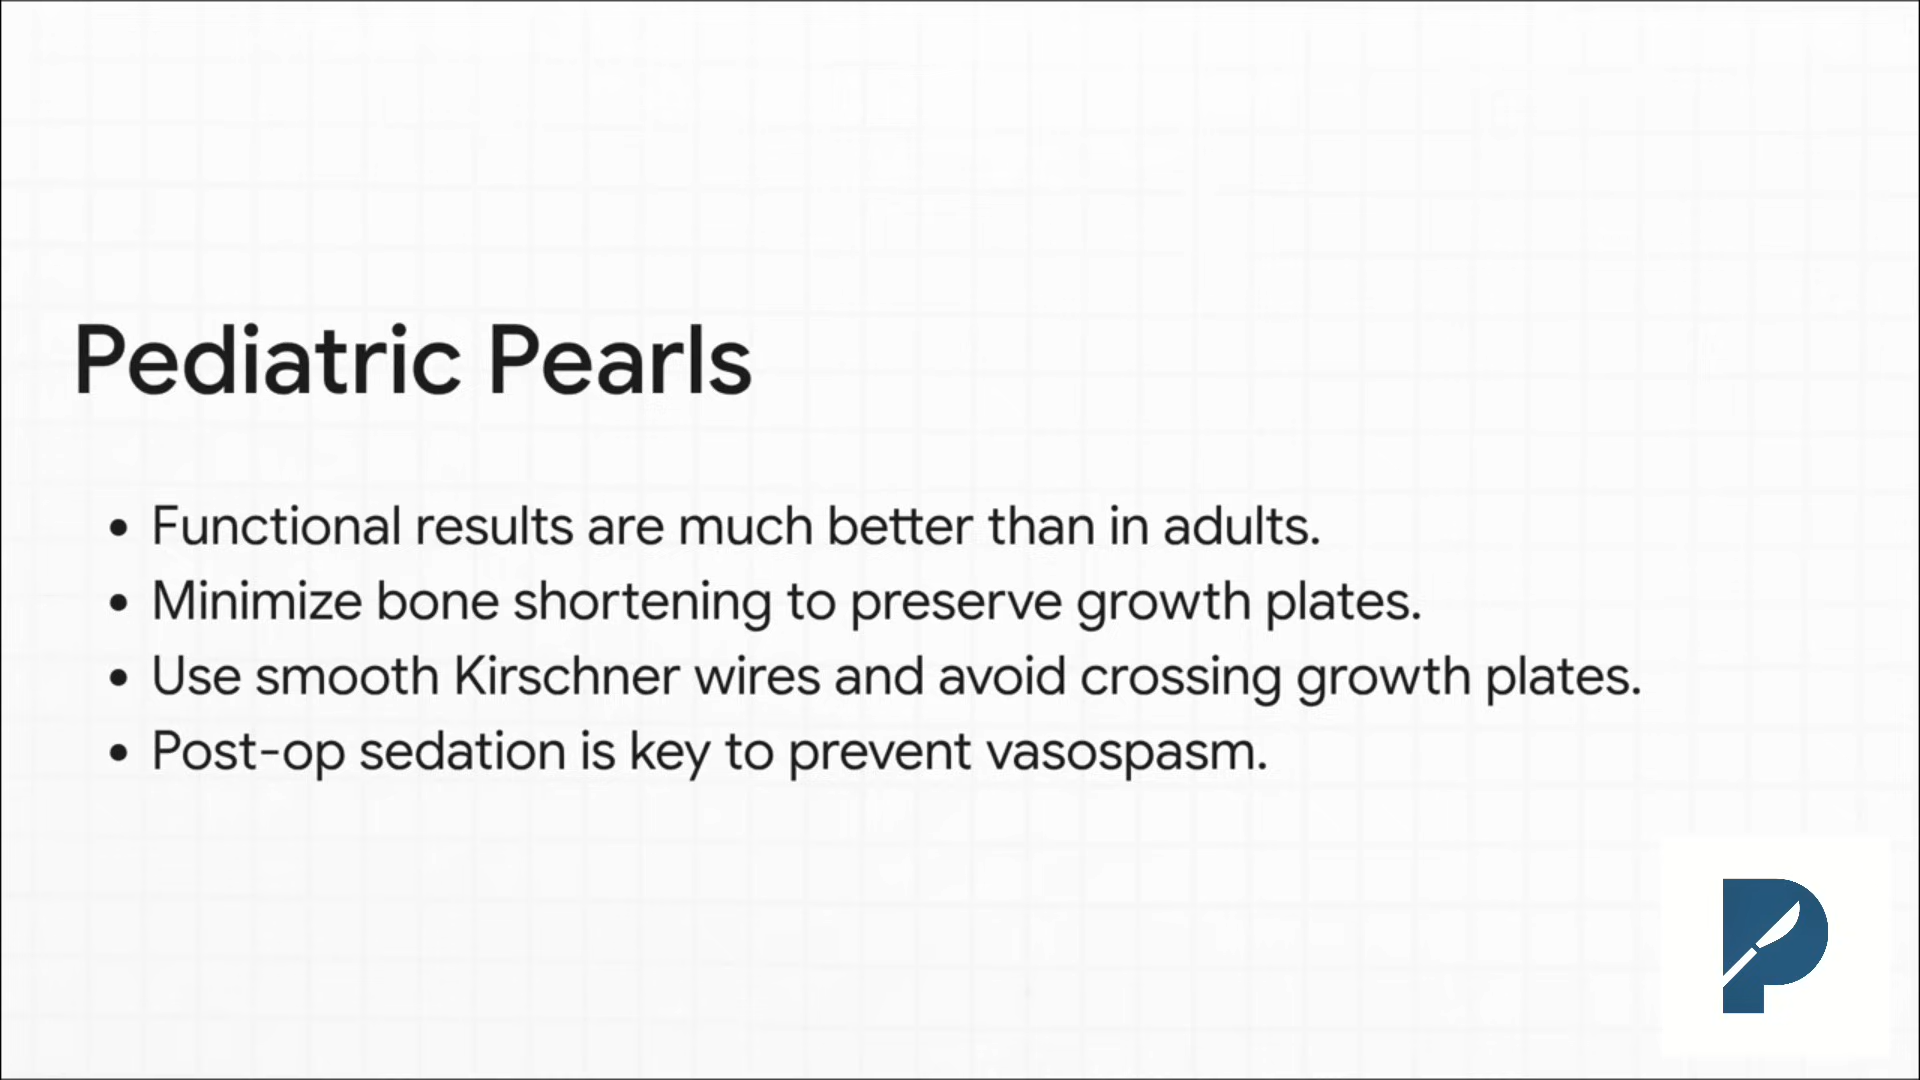 Pediatric Pearls
• Functional results are much better than in adults.
• Minimize bone shortening to preserve growth plates.
• Use smooth Kirschner wires and avoid crossing growth plates.
• Post-op sedation is key to prevent vasospasm.
P